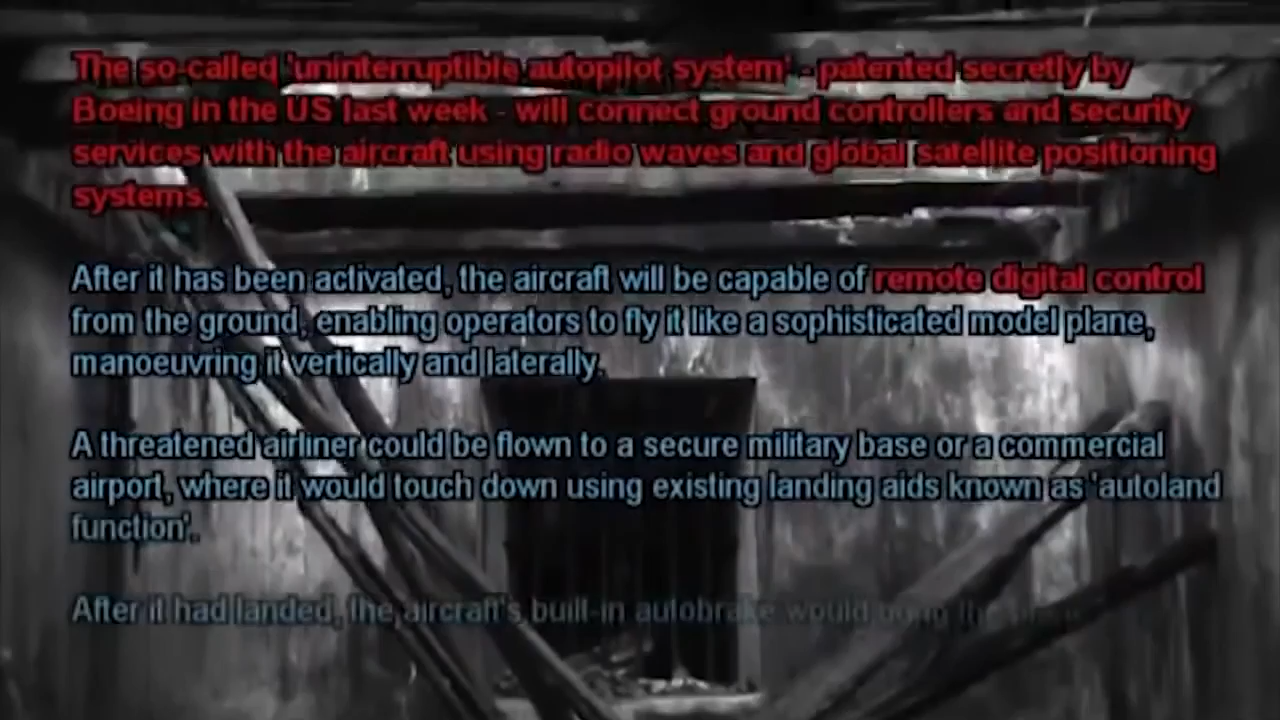 The so-called 'uninterruptible autopilot system' - patented secretly by
Boeing in the US last week - will connect ground controllers and security
services with the aircraft using radio waves and global satellite positioning
systems.
After it has been activated, the aircraft will be capable of remote digital control
from the ground, enabling operators to fly it like a sophisticated model plane,
manoeuvring it vertically and laterally.
A threatened airliner could be flown to a secure military base or a commercial
airport, where it would touch down using existing landing aids known as 'autoland
function'.
After it had landed, the aircraft's built-in autobrake would bring the